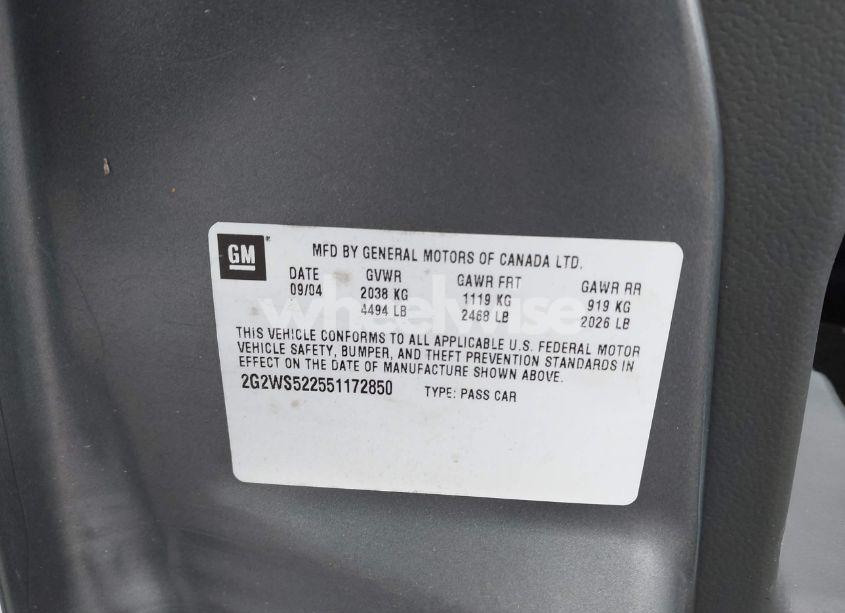 GM
MFD BY GENERAL MOTORS OF CANADA LTD.
DATE GVWR GAWR FRT GAWR RR
09/04 2038 KG 1119 KG 919 KG
4494 LB 2468 LB 2026 LB
wheelwise
THIS VEHICLE CONFORMS TO ALL APPLICABLE U.S. FEDERAL MOTOR
VEHICLE SAFETY, BUMPER, AND THEFT PREVENTION STANDARDS IN
EFFECT ON THE DATE OF MANUFACTURE SHOWN ABOVE.
2G2WS522551172850 TYPE: PASS CAR